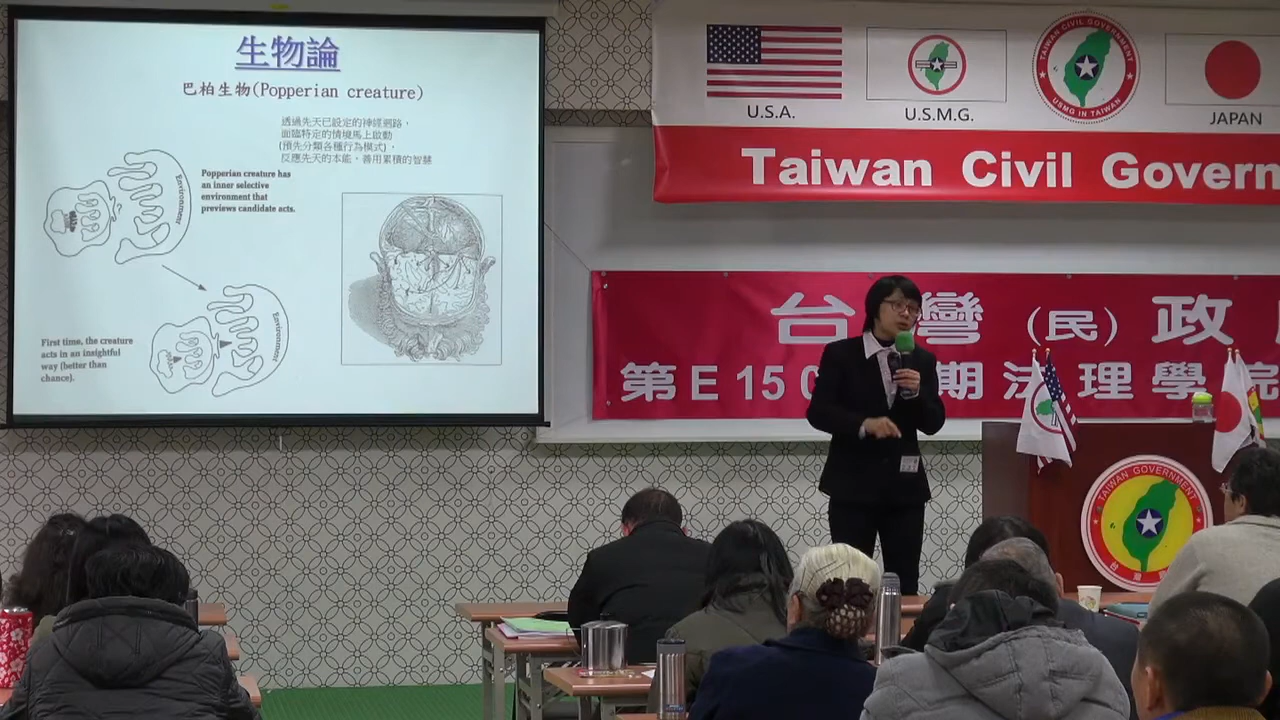 生物論
巴柏生物(Popperian creature)
透過先天已設定的神經迴路，
面臨特定的情境馬上啟動
(預先分類各種行為模式)，
反應先天的本能、善用累積的智慧
Popperian creature has
an inner selective
environment that
previews candidate acts.
Environment
First time, the creature
acts in an insightful
way (better than
chance).
Environment
U.S.A.
U.S.M.G.
TAIWAN CIVIL GOVERNMENT
USMG IN TAIWAN
JAPAN
Taiwan Civil Govern
台灣（民）政
第E15 期法理學院
TAIWAN GOVERNMENT
台灣